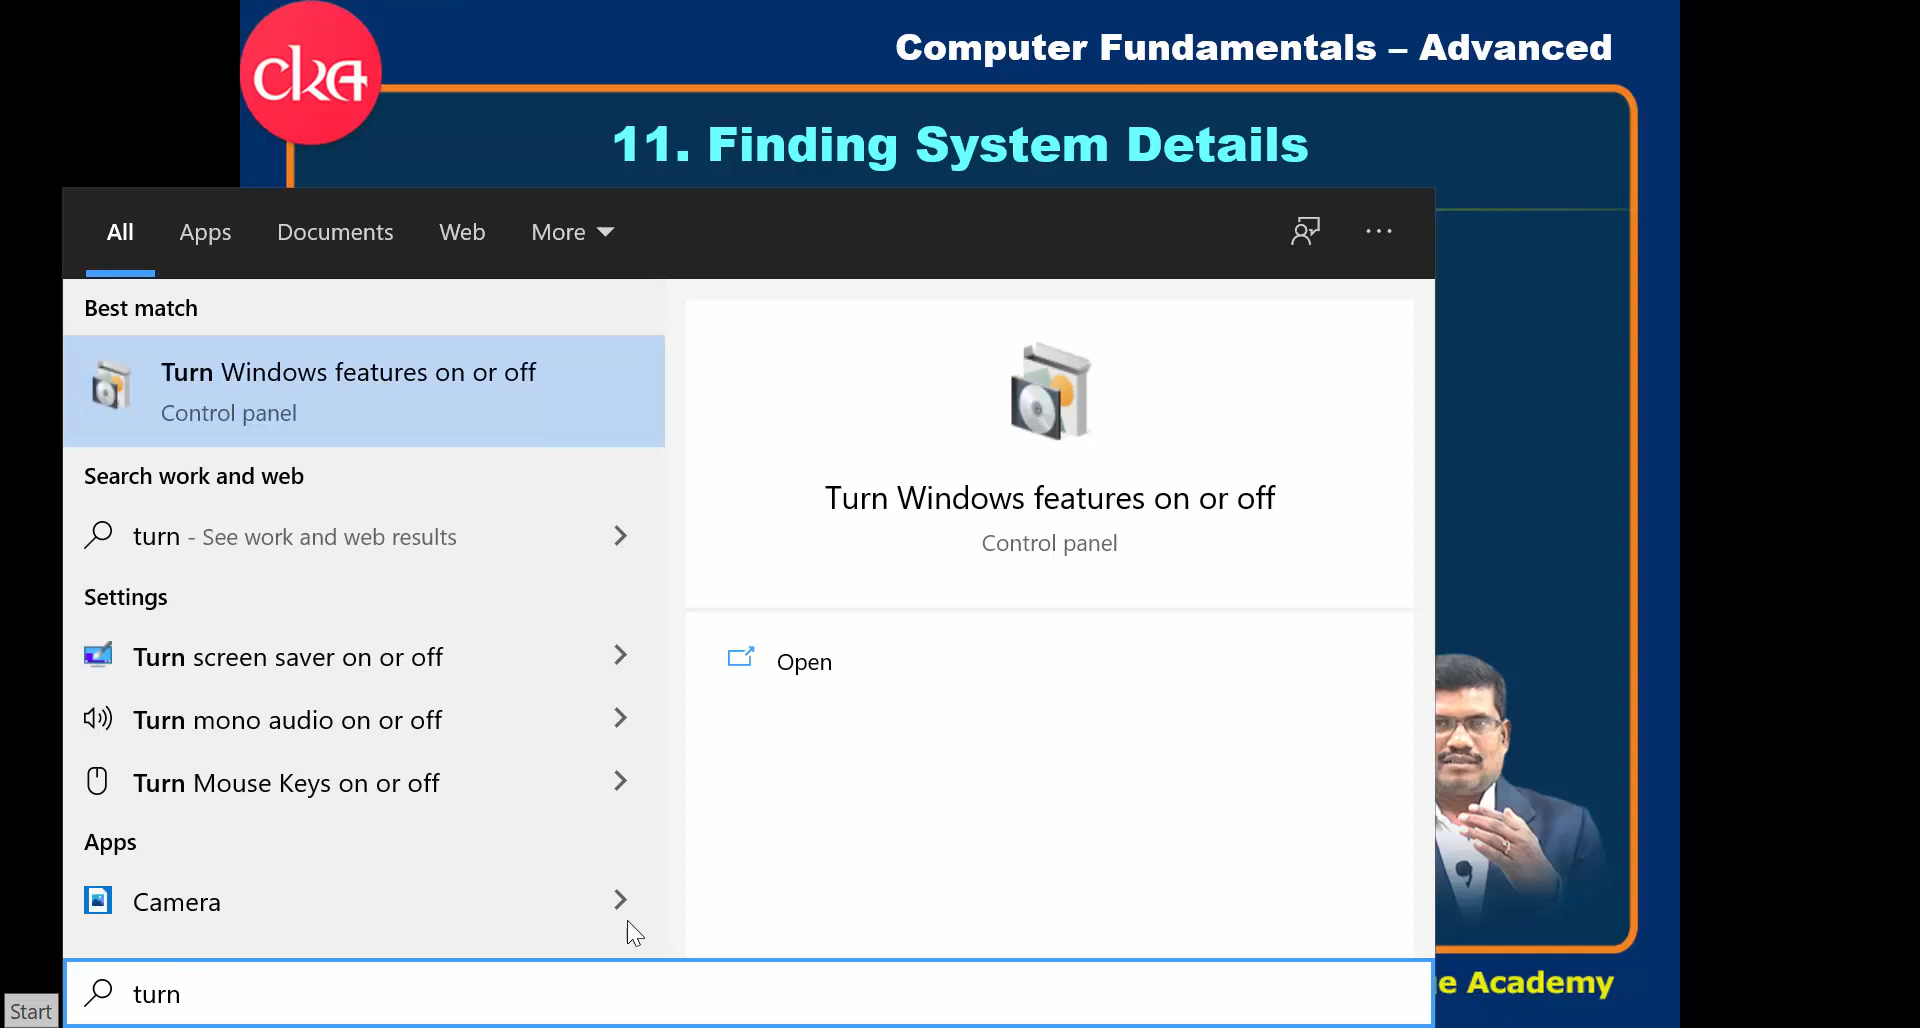 cka
Computer Fundamentals – Advanced
11. Finding System Details
All Apps Documents Web More
Best match
Turn Windows features on or off
Control panel
Search work and web
turn - See work and web results
Settings
Turn screen saver on or off
Turn mono audio on or off
Turn Mouse Keys on or off
Apps
Camera
Turn Windows features on or off
Control panel
Open
turn
e Academy
Start